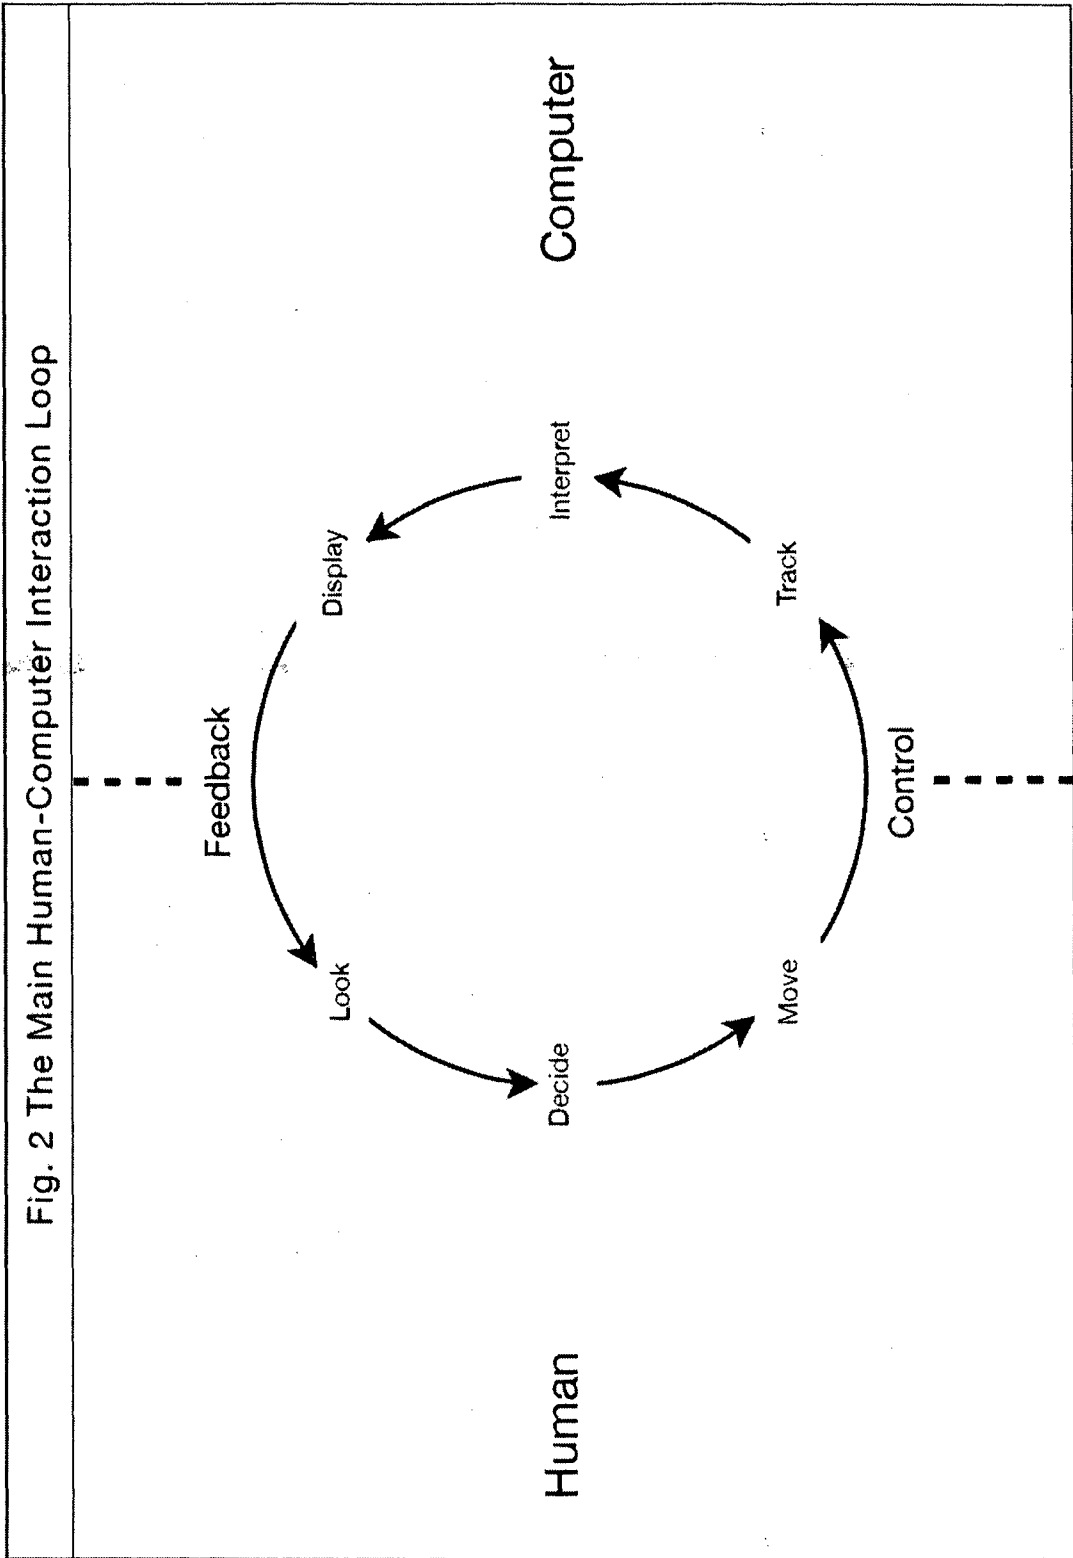 Fig. 2 The Main Human-Computer Interaction Loop
Feedback
Look
Display
Human
Decide
Interpret
Computer
Move
Track
Control